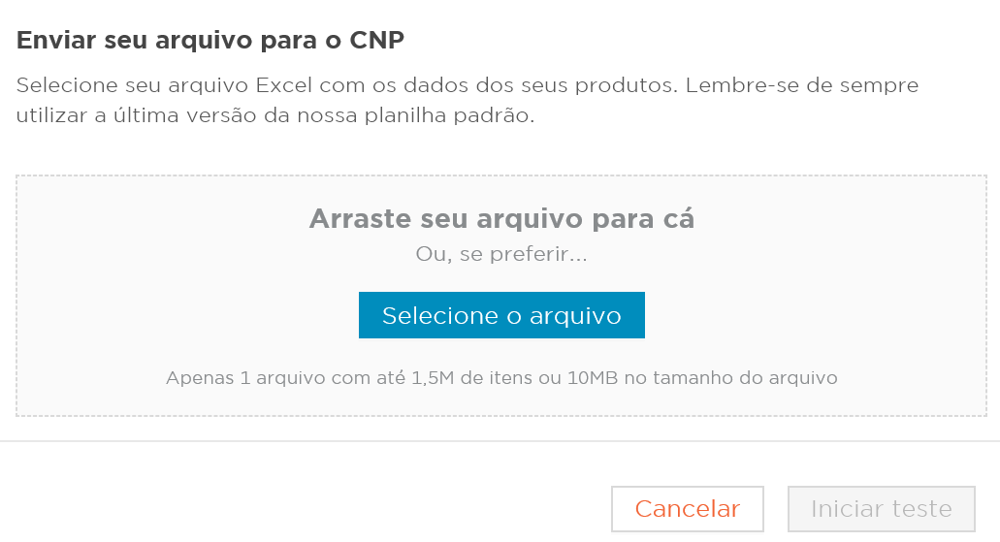 Enviar seu arquivo para o CNP
Selecione seu arquivo Excel com os dados dos seus produtos. Lembre-se de sempre
utilizar a última versão da nossa planilha padrão.
Arraste seu arquivo para cá
Ou, se preferir...
Selecione o arquivo
Apenas 1 arquivo com até 1,5M de itens ou 10MB no tamanho do arquivo
Cancelar
Iniciar teste